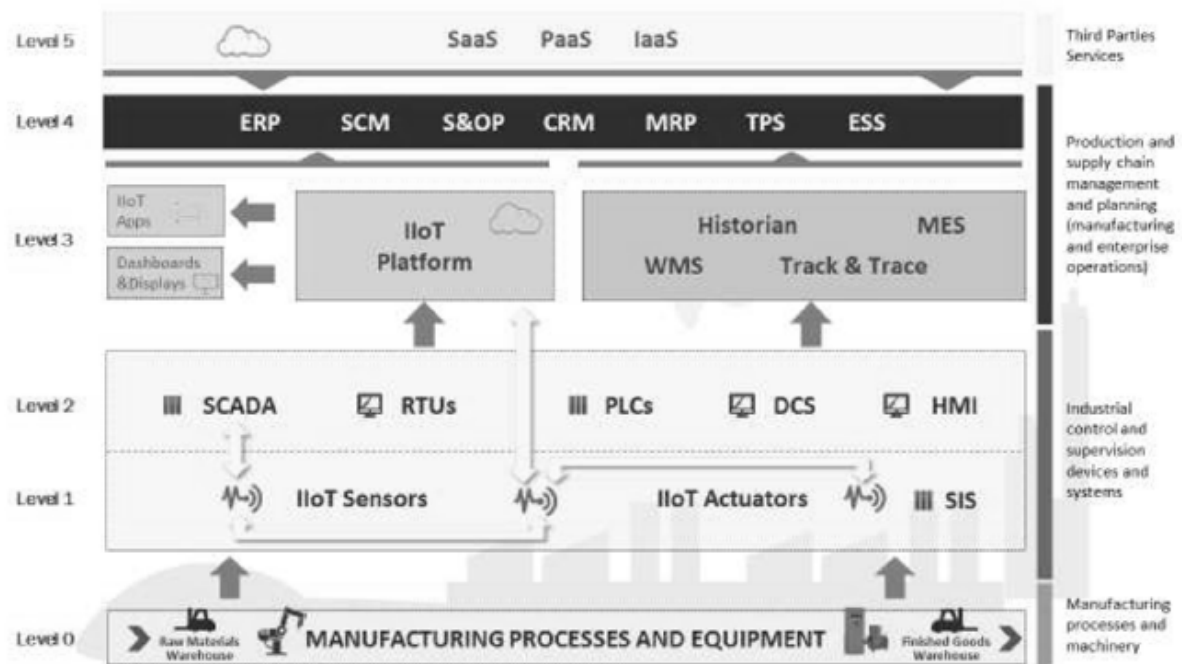 Level 5
SaaS PaaS IaaS
Third Parties
Services
Level 4
ERP SCM S&OP CRM MRP TPS ESS
Production and
supply chain
management
and planning
(manufacturing
and enterprise
operations)
Level 3
IIoT
Apps
Dashboards
&Displays
IIoT
Platform
Historian MES
WMS Track & Trace
Level 2
SCADA RTUs PLCs DCS HMI
Industrial
control and
supervision
devices and
systems
Level 1
IIoT Sensors IIoT Actuators SIS
Level 0
Raw Materials
Warehouse
MANUFACTURING PROCESSES AND EQUIPMENT
Finished Goods
Warehouse
Manufacturing
processes and
machinery